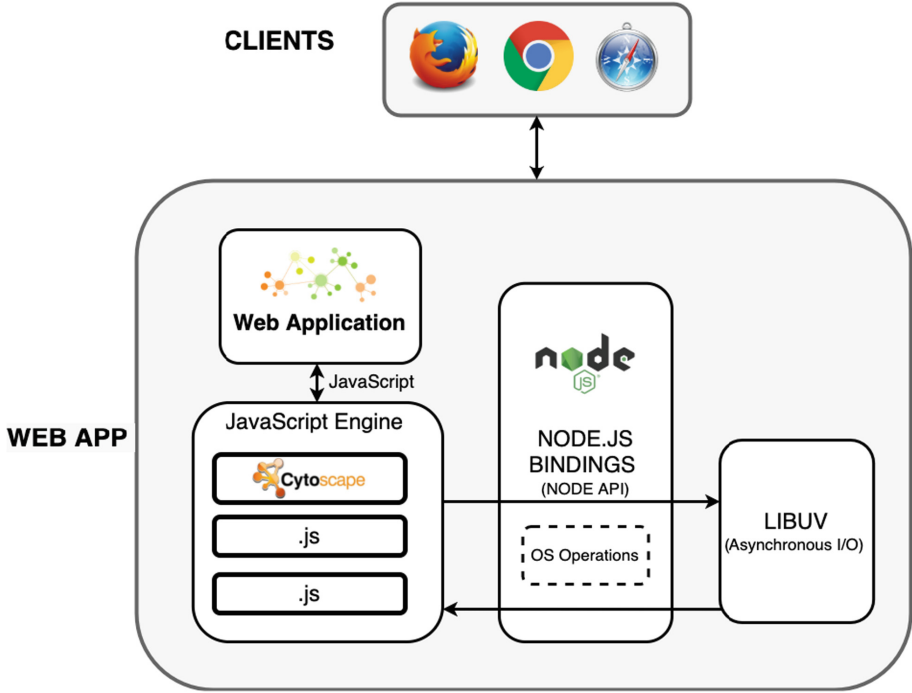 CLIENTS
Web Application
JavaScript
WEB APP
JavaScript Engine
Cytoscape
.js
.js
node
JS
NODE.JS
BINDINGS
(NODE API)
OS Operations
LIBUV
(Asynchronous I/O)